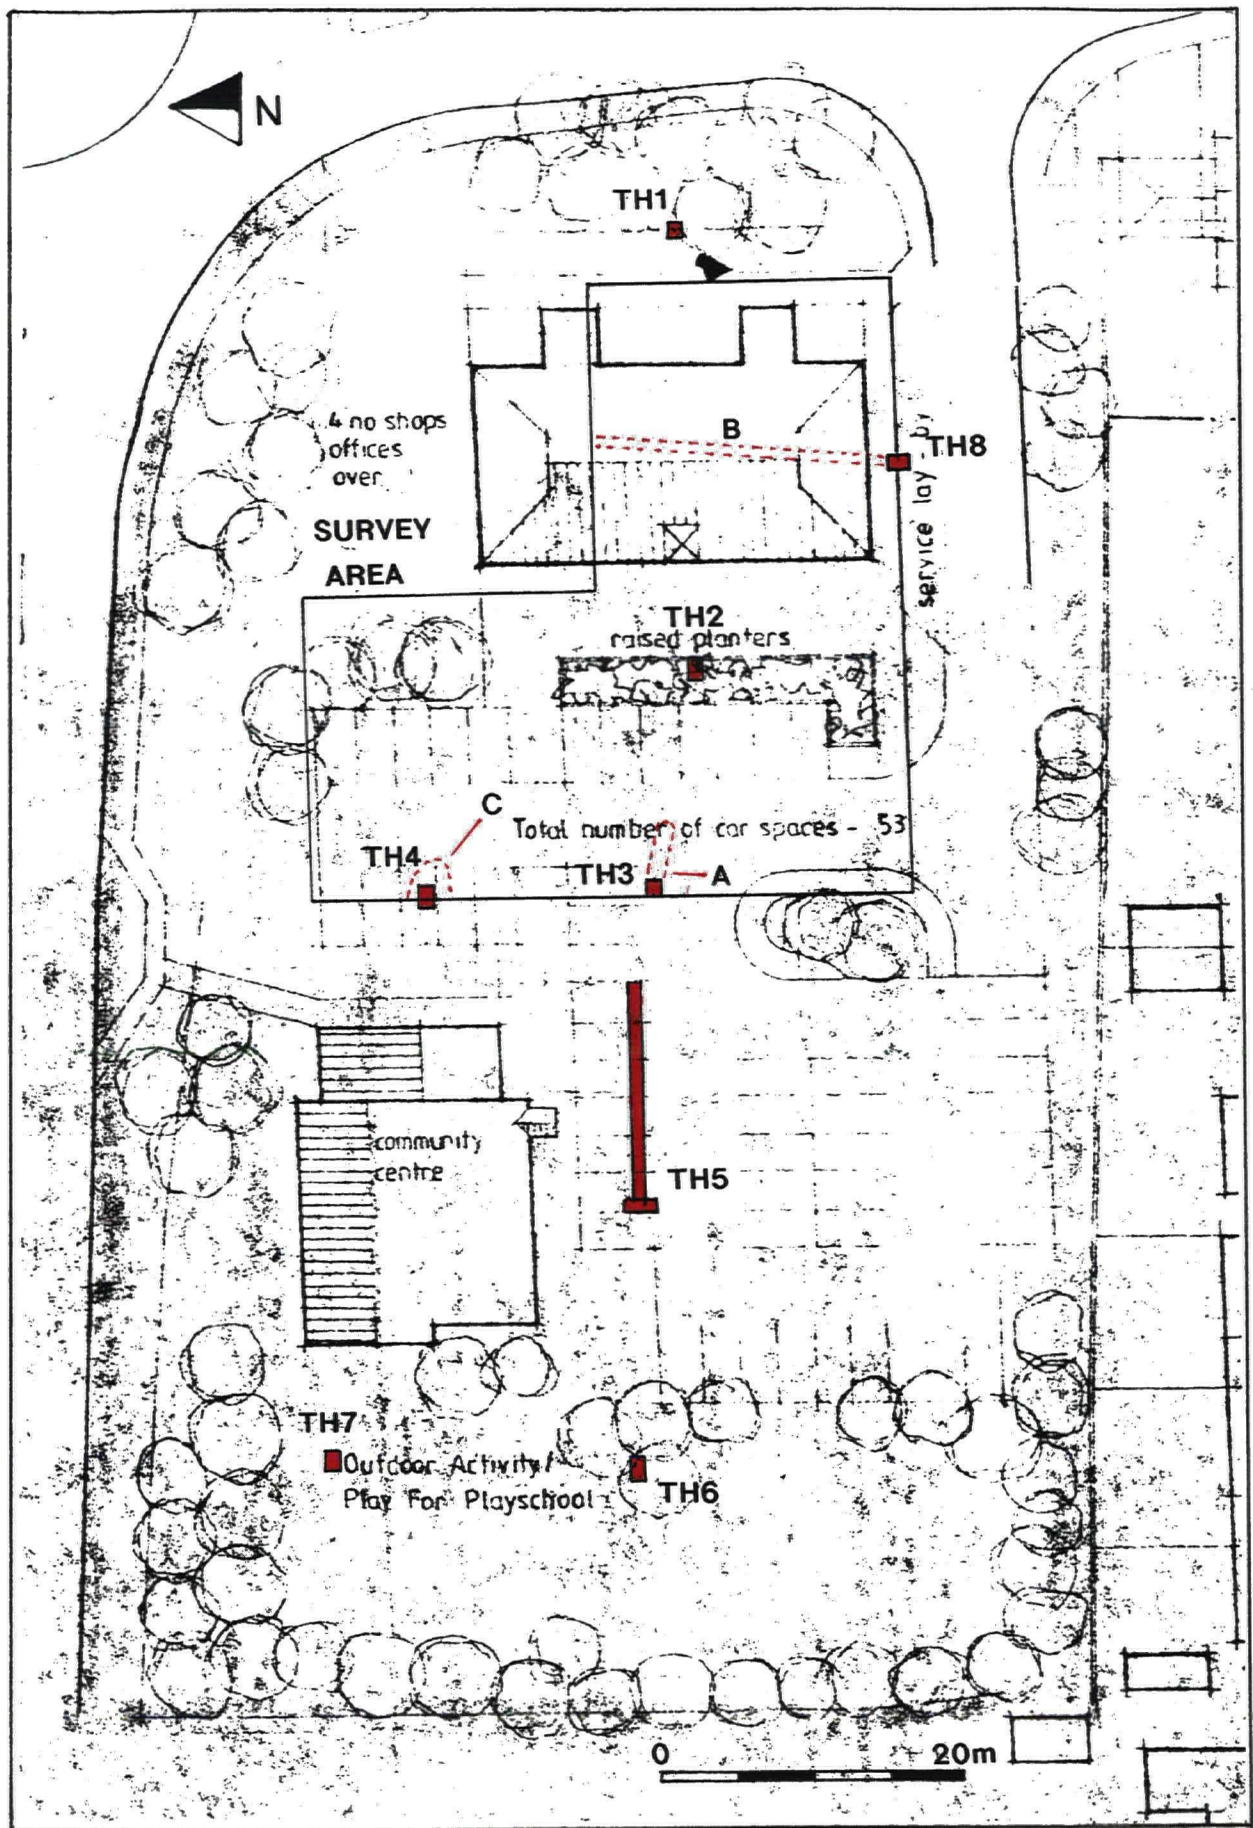 N
TH1
4 no shops
offices
over
B
TH8
service lay by
SURVEY
AREA
TH2
raised planters
C
Total number of car spaces - 53
TH4
TH3
A
community
centre
TH5
TH7
Outdoor Activity/
Play For Playschool
TH6
0 20m